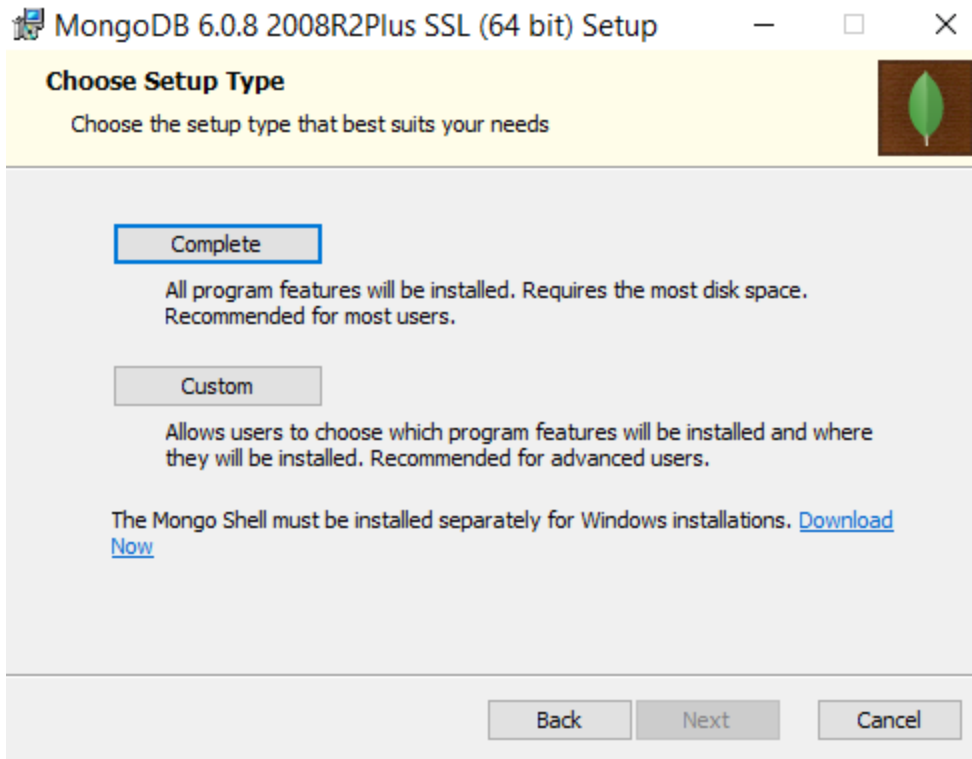 MongoDB 6.0.8 2008R2Plus SSL (64 bit) Setup
Choose Setup Type
Choose the setup type that best suits your needs
Complete
All program features will be installed. Requires the most disk space.
Recommended for most users.
Custom
Allows users to choose which program features will be installed and where
they will be installed. Recommended for advanced users.
The Mongo Shell must be installed separately for Windows installations. Download
Now
Back Next Cancel